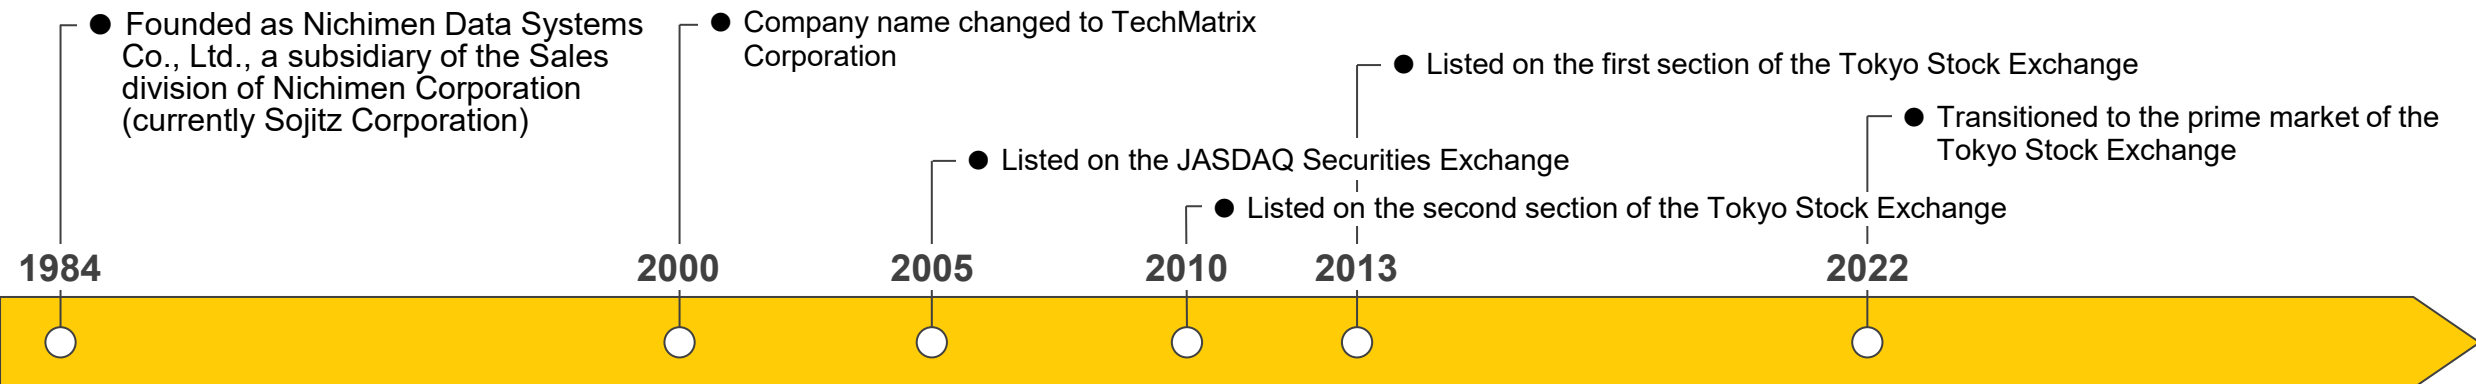 ● Founded as Nichimen Data Systems
Co., Ltd., a subsidiary of the Sales
division of Nichimen Corporation
(currently Sojitz Corporation)
● Company name changed to TechMatrix
Corporation
● Listed on the first section of the Tokyo Stock Exchange
● Transitioned to the prime market of the
Tokyo Stock Exchange
● Listed on the JASDAQ Securities Exchange
● Listed on the second section of the Tokyo Stock Exchange
1984 2000 2005 2010 2013 2022